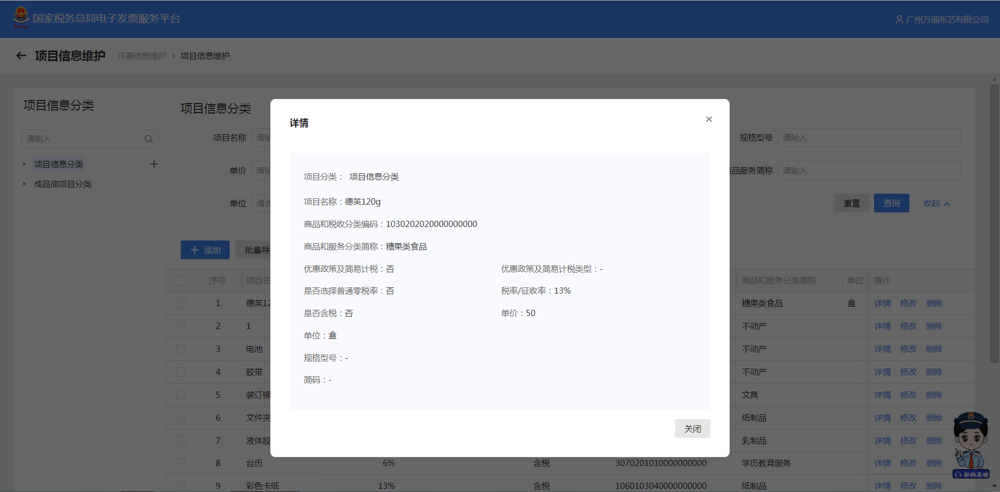 国家税务总局电子发票服务平台
广州万福布艺有限公司
项目信息维护 开票信息维护 > 项目信息维护
项目信息分类
请输入
项目信息分类
成品油项目分类
项目信息分类
项目名称 请输
规格型号 请输入
单价 请输
品服务简称 请输入
单位 请选
重置 查询 收起
添加 批量导
序号 项目名 商品和服务分类简称 单位 操作
1 德芙12 糖果类食品 盒 详情 修改 删除
2 1 不动产 详情 修改 删除
3 电池 不动产 详情 修改 删除
4 胶带 不动产 详情 修改 删除
5 装订铆 文具 详情 修改 删除
6 文件夹 纸制品 详情 修改 删除
7 液体胶 乳制品 详情 修改 删除
8 台历 6% 含税 3070201010000000000 学历教育服务 详情 修改 删除
9 彩色卡纸 13% 含税 1060103040000000000 纸制品 详情 修改 删除
详情
项目分类： 项目信息分类
项目名称：德芙120g
商品和税收分类编码：1030202020000000000
商品和服务分类简称：糖果类食品
优惠政策及简易计税：否 优惠政策及简易计税类型：-
是否选择普通零税率：否 税率/征收率：13%
是否含税：否 单价：50
单位：盒
规格型号：-
简码：-
关闭
征纳互动